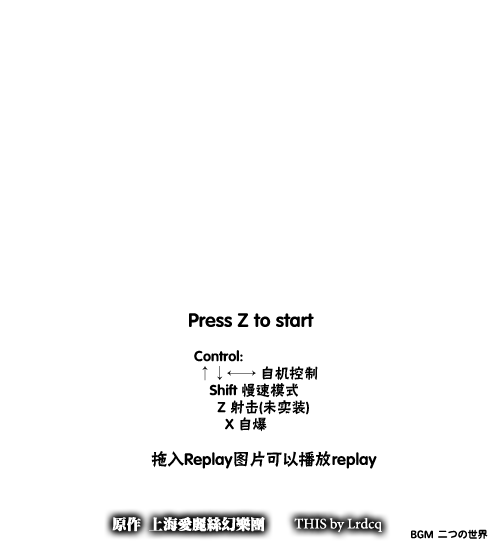 Press Z to start
Control:
↑↓←→ 自机控制
Shift 慢速模式
Z 射击(未实装)
X 自爆
拖入Replay图片可以播放replay
原作 上海愛麗絲幻樂團 THIS by Lrdcq
BGM 二つの世界